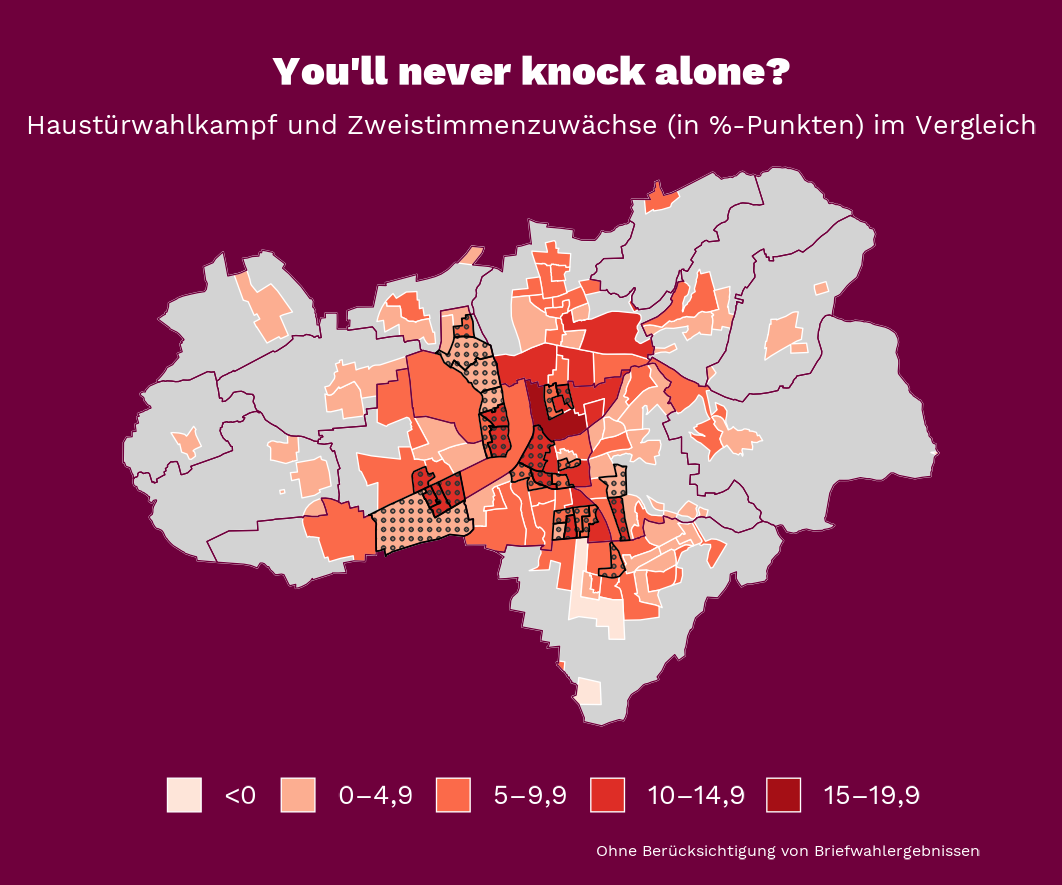 You'll never knock alone?
Haustürwahlkampf und Zweistimmenzuwächse (in %-Punkten) im Vergleich
<0 0–4,9 5–9,9 10–14,9 15–19,9
Ohne Berücksichtigung von Briefwahlergebnissen